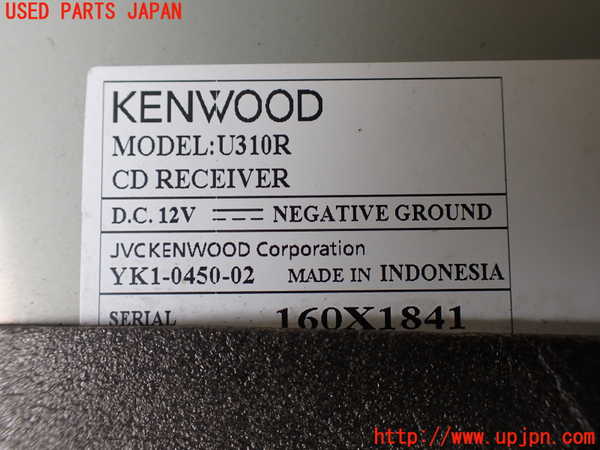 USED PARTS JAPAN
KENWOOD
MODEL:U310R
CD RECEIVER
D.C. 12V NEGATIVE GROUND
JVCKENWOOD Corporation
YK1-0450-02 MADE IN INDONESIA
SERIAL 160X1841
http://www.upjpn.com/